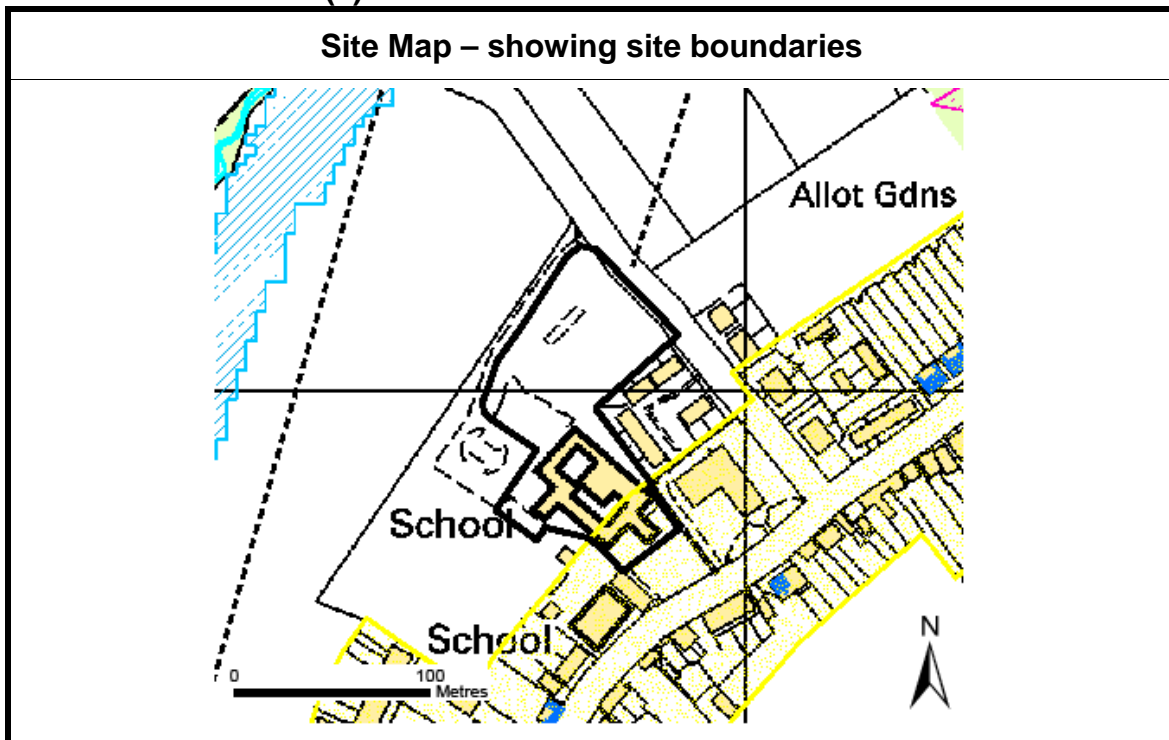 Site Map – showing site boundaries
Allot Gdns
School
School
N
0 100
Metres